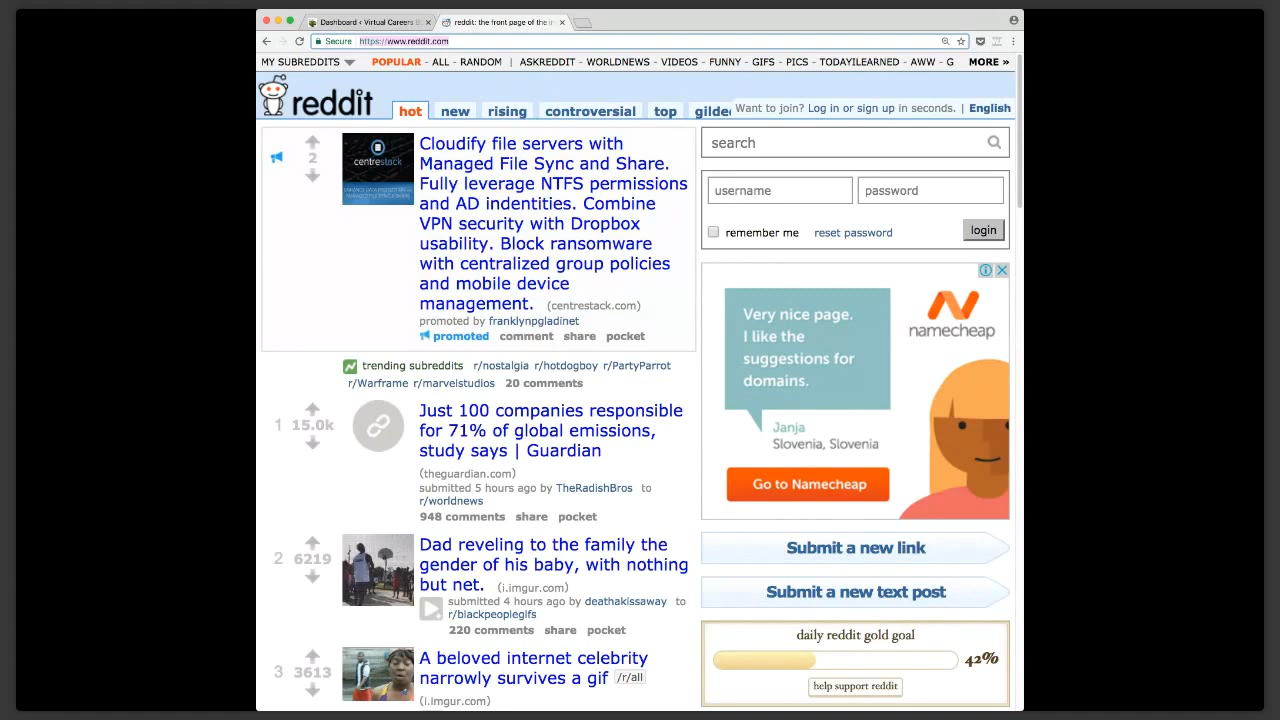 Dashboard ‹ Virtual Careers
reddit: the front page of the in
Secure https://www.reddit.com
MY SUBREDDITS POPULAR - ALL - RANDOM | ASKREDDIT - WORLDNEWS - VIDEOS - FUNNY - GIFS - PICS - TODAYILEARNED - AWW - G MORE »
reddit hot new rising controversial top gilded Want to join? Log in or sign up in seconds. | English
2
centrestack
Cloudify file servers with
Managed File Sync and Share.
Fully leverage NTFS permissions
and AD indentities. Combine
VPN security with Dropbox
usability. Block ransomware
with centralized group policies
and mobile device
management. (centrestack.com)
promoted by franklynpgladinet
promoted comment share pocket
trending subreddits r/nostalgia r/hotdogboy r/PartyParrot
r/Warframe r/marvelstudios 20 comments
1 15.0k
Just 100 companies responsible
for 71% of global emissions,
study says | Guardian
(theguardian.com)
submitted 5 hours ago by TheRadishBros to
r/worldnews
948 comments share pocket
2 6219
Dad reveling to the family the
gender of his baby, with nothing
but net. (i.imgur.com)
submitted 4 hours ago by deathakissaway to
r/blackpeoplegifs
220 comments share pocket
3 3613
A beloved internet celebrity
narrowly survives a gif /r/all
(i.imgur.com)
search
username password
remember me reset password login
Very nice page.
I like the
suggestions for
domains.
Janja
Slovenia, Slovenia
namecheap
Go to Namecheap
Submit a new link
Submit a new text post
daily reddit gold goal
42%
help support reddit